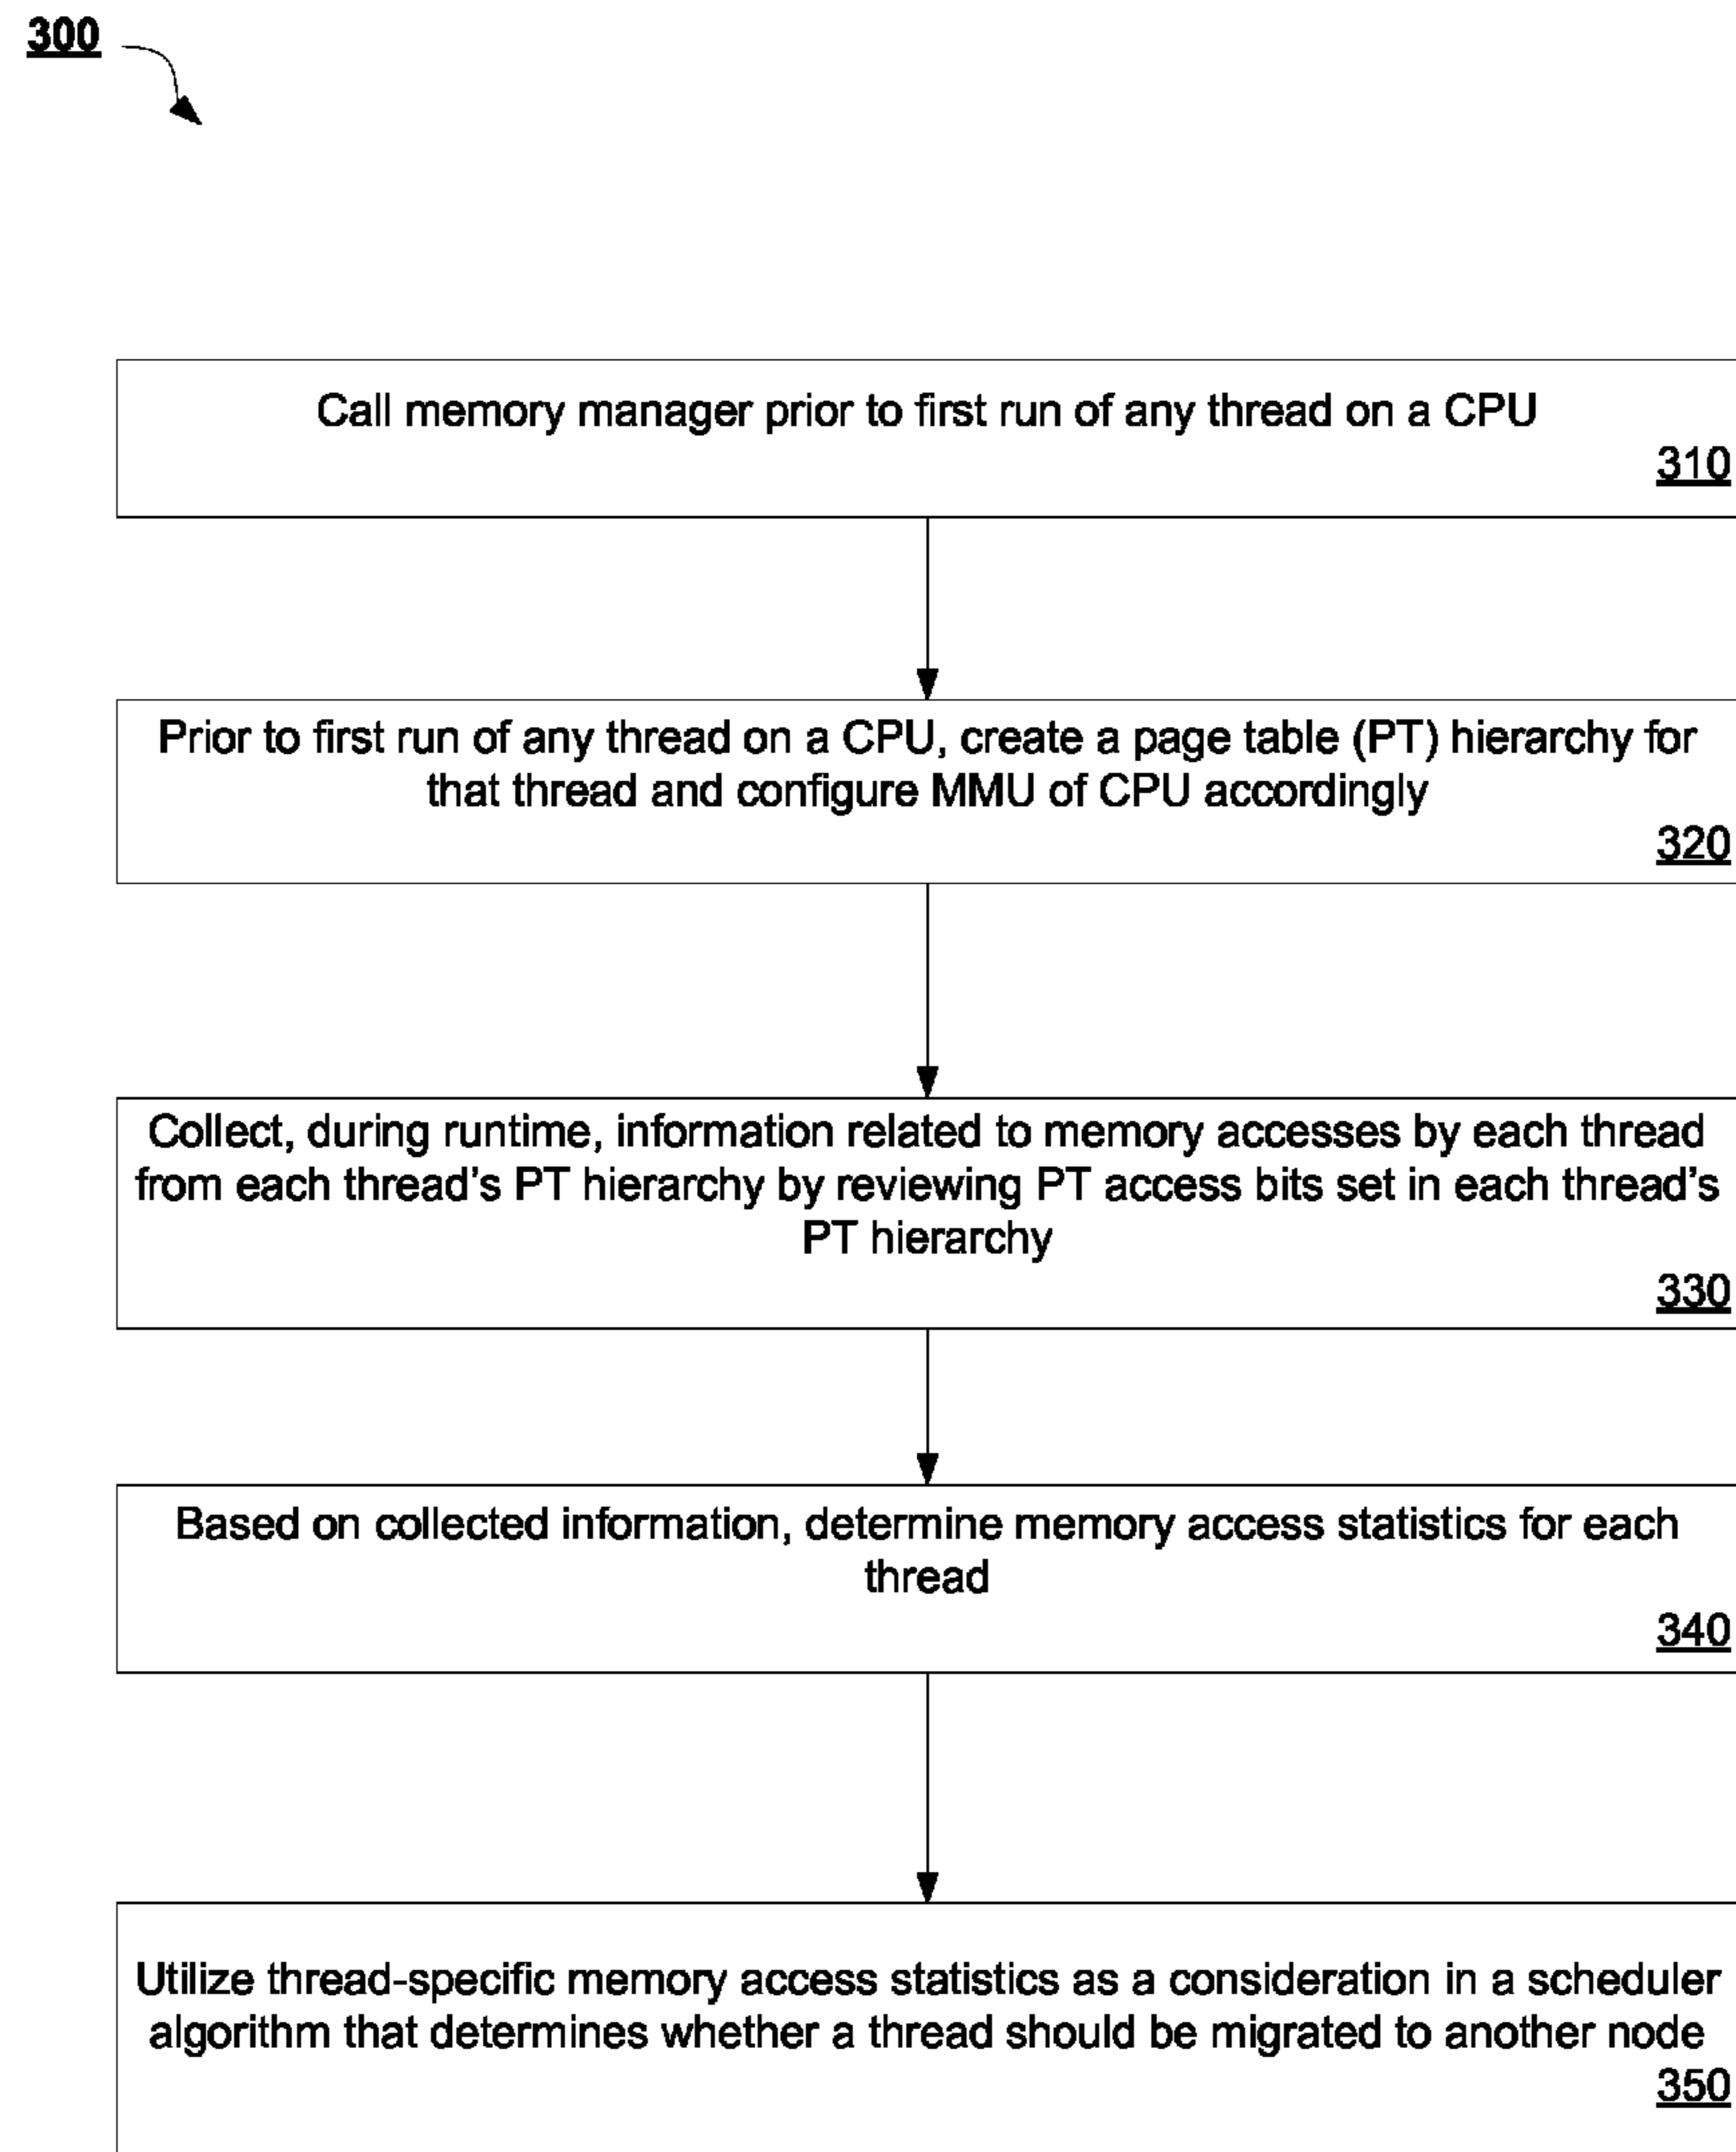 300
Call memory manager prior to first run of any thread on a CPU
310
Prior to first run of any thread on a CPU, create a page table (PT) hierarchy for
that thread and configure MMU of CPU accordingly
320
Collect, during runtime, information related to memory accesses by each thread
from each thread's PT hierarchy by reviewing PT access bits set in each thread's
PT hierarchy
330
Based on collected information, determine memory access statistics for each
thread
340
Utilize thread-specific memory access statistics as a consideration in a scheduler
algorithm that determines whether a thread should be migrated to another node
350